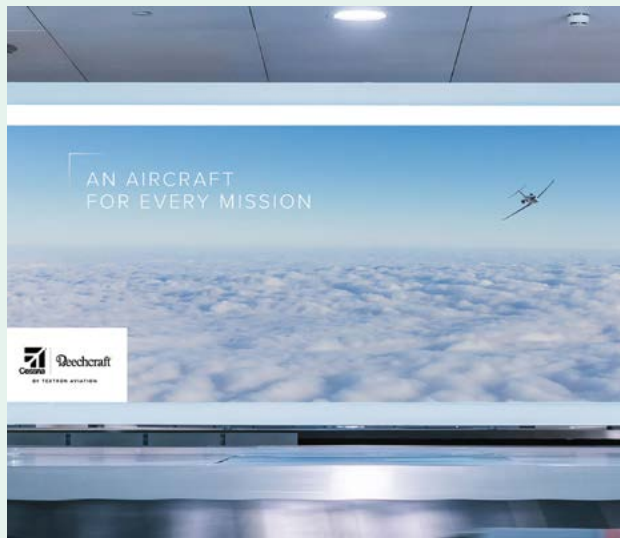 AN AIRCRAFT
FOR EVERY MISSION
Cessna
Beechcraft
BY TEXTRON AVIATION